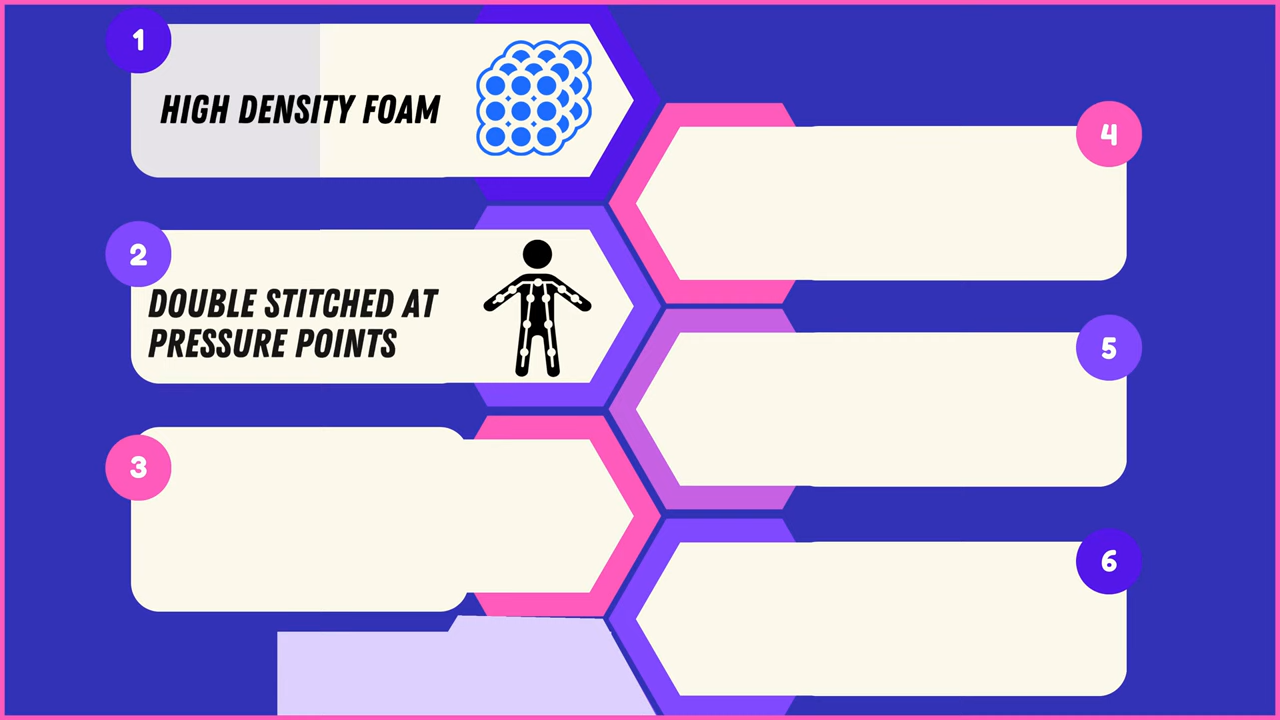 1
HIGH DENSITY FOAM
2
DOUBLE STITCHED AT
PRESSURE POINTS
3
4
5
6